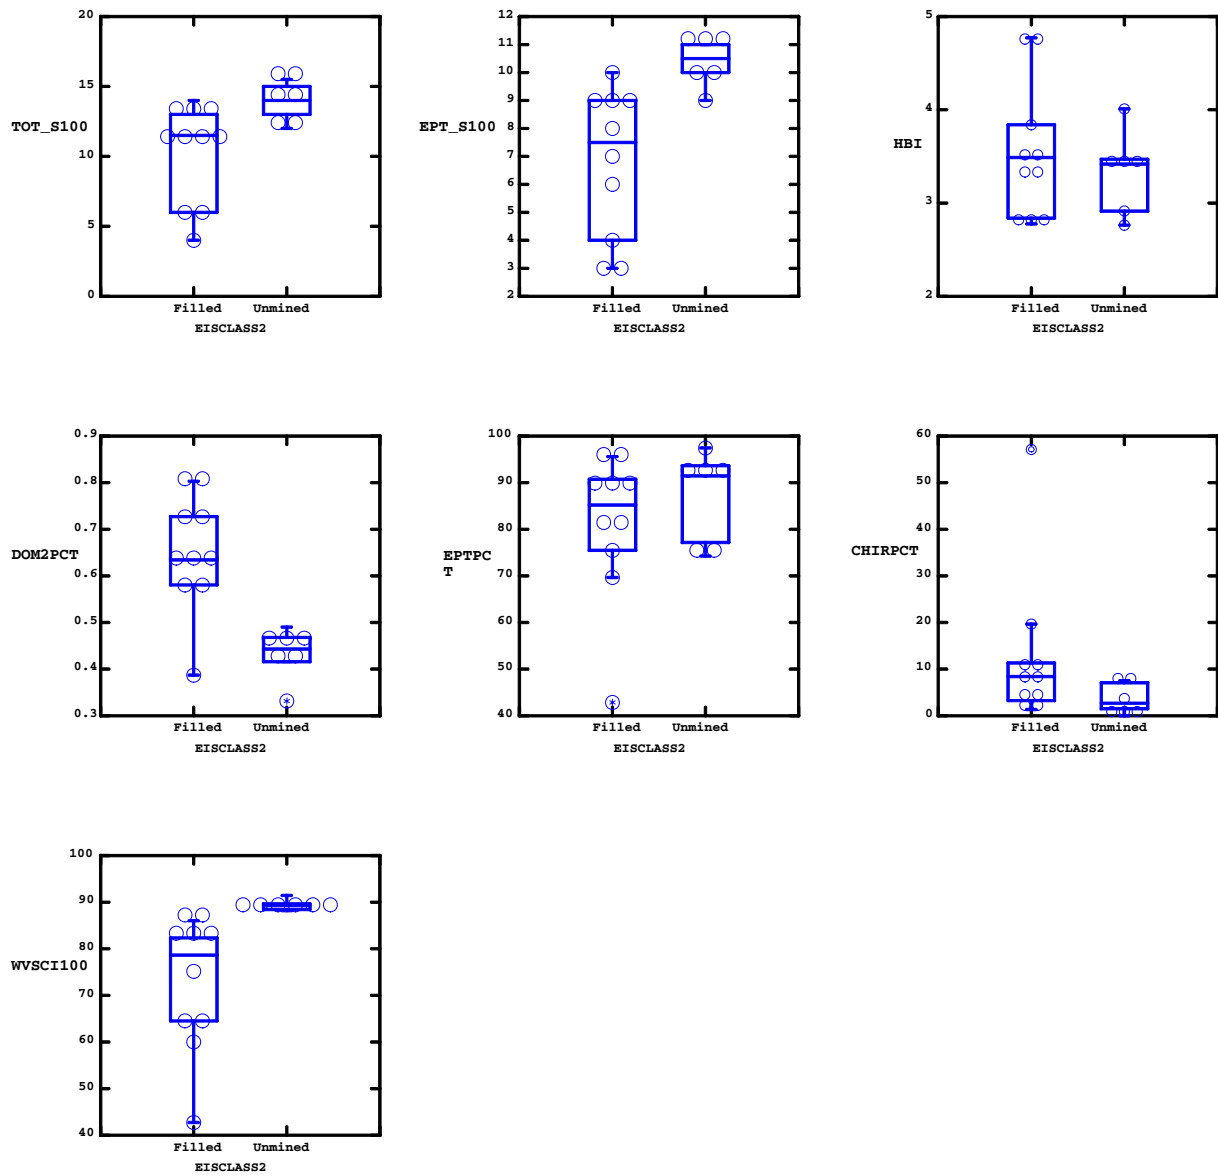 20
15
TOT_S100
10
5
0
Filled Unmined
EISCLASS2
12
11
10
9
EPT_S100
8
7
6
5
4
3
2
Filled Unmined
EISCLASS2
5
4
HBI
3
2
Filled Unmined
EISCLASS2
0.9
0.8
0.7
DOM2PCT
0.6
0.5
0.4
0.3
Filled Unmined
EISCLASS2
100
90
80
EPTPC
T
70
60
50
40
Filled Unmined
EISCLASS2
60
50
40
CHIRPCT
30
20
10
0
Filled Unmined
EISCLASS2
100
90
80
WVSCI100
70
60
50
40
Filled Unmined
EISCLASS2